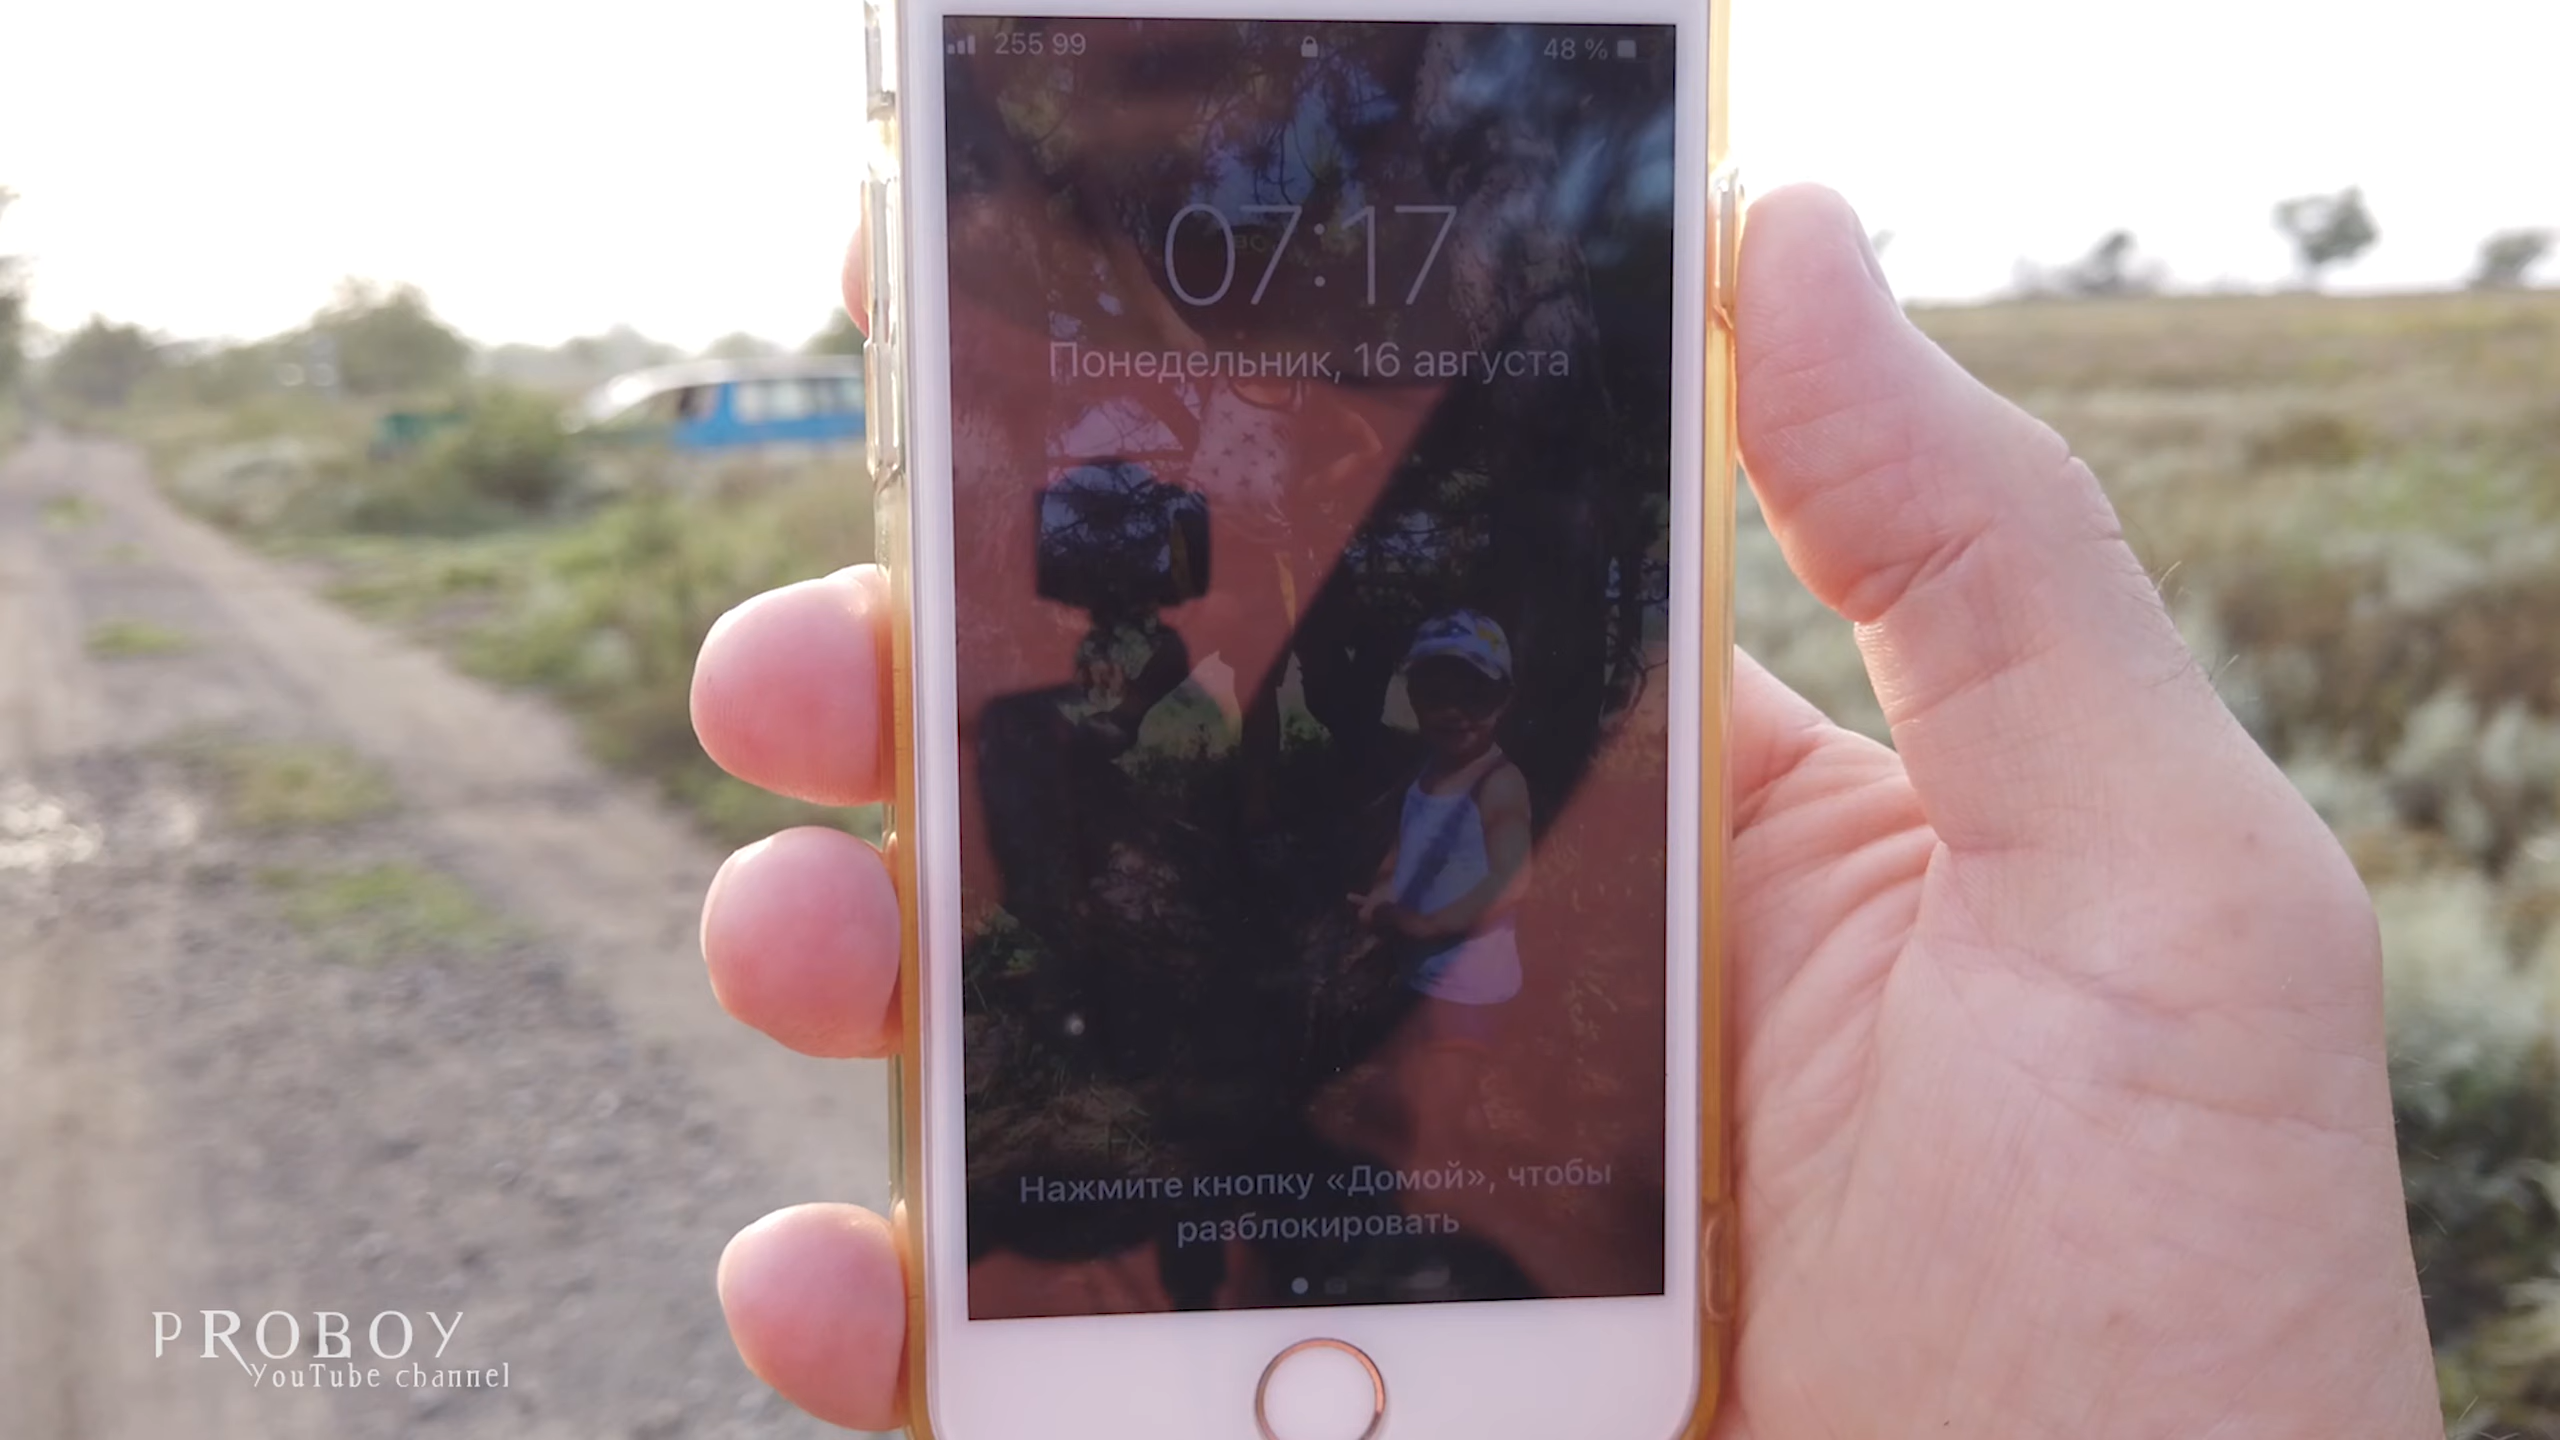 255 99
48 %
07:17
Понедельник, 16 августа
Нажмите кнопку «Домой», чтобы
разблокировать
PROBOY
YouTube channel